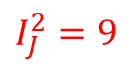 I_J^2 = 9